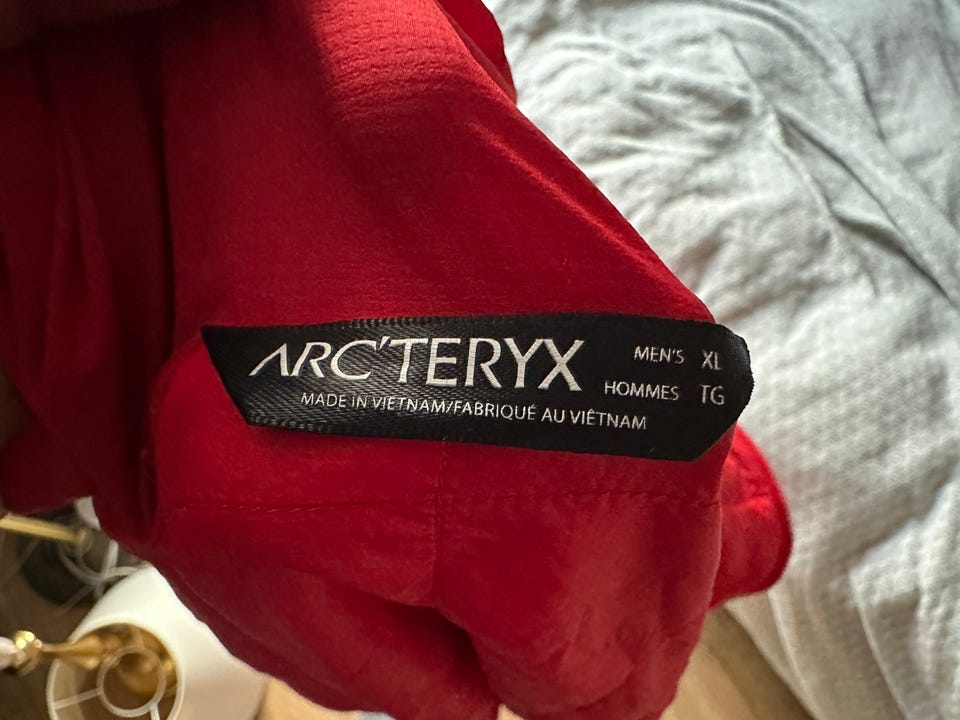 ARC'TERYX MEN'S XL
HOMMES TG
MADE IN VIETNAM/FABRIQUÉ AU VIÊTNAM